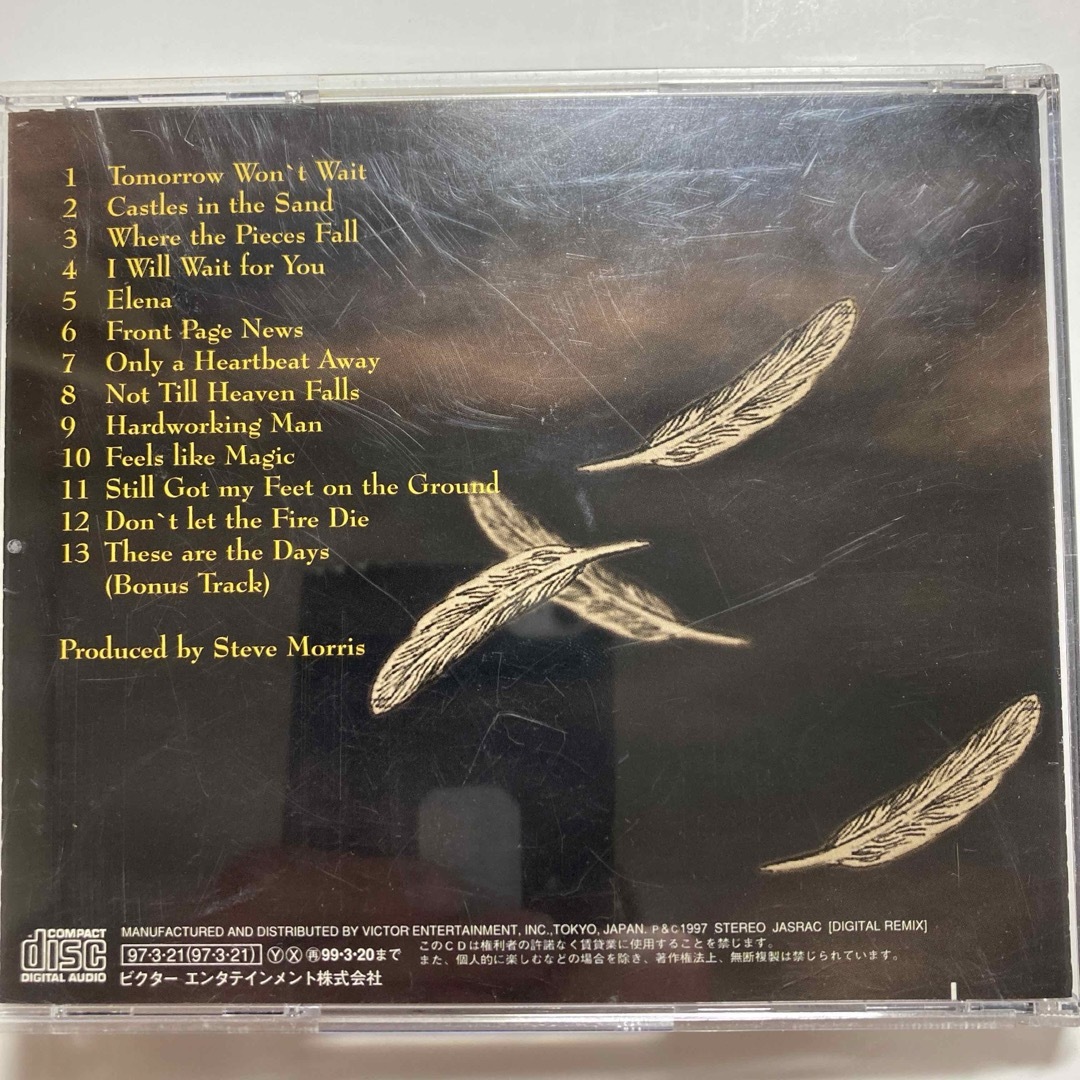 1 Tomorrow Won`t Wait
2 Castles in the Sand
3 Where the Pieces Fall
4 I Will Wait for You
5 Elena
6 Front Page News
7 Only a Heartbeat Away
8 Not Till Heaven Falls
9 Hardworking Man
10 Feels like Magic
11 Still Got my Feet on the Ground
12 Don`t let the Fire Die
13 These are the Days
(Bonus Track)
Produced by Steve Morris
COMPACT
disc
DIGITAL AUDIO
MANUFACTURED AND DISTRIBUTED BY VICTOR ENTERTAINMENT, INC.,TOKYO, JAPAN. P & C 1997 STEREO JASRAC [DIGITAL REMIX]
97·3·21(97·3·21) Ⓨ Ⓧ 再99·3·20まで
ビクター エンタテインメント株式会社
このCDは権利者の許諾なく賃貸業に使用することを禁じます。
また、個人的に楽しむなどの場合を除き、著作権法上、無断複製は禁じられています。